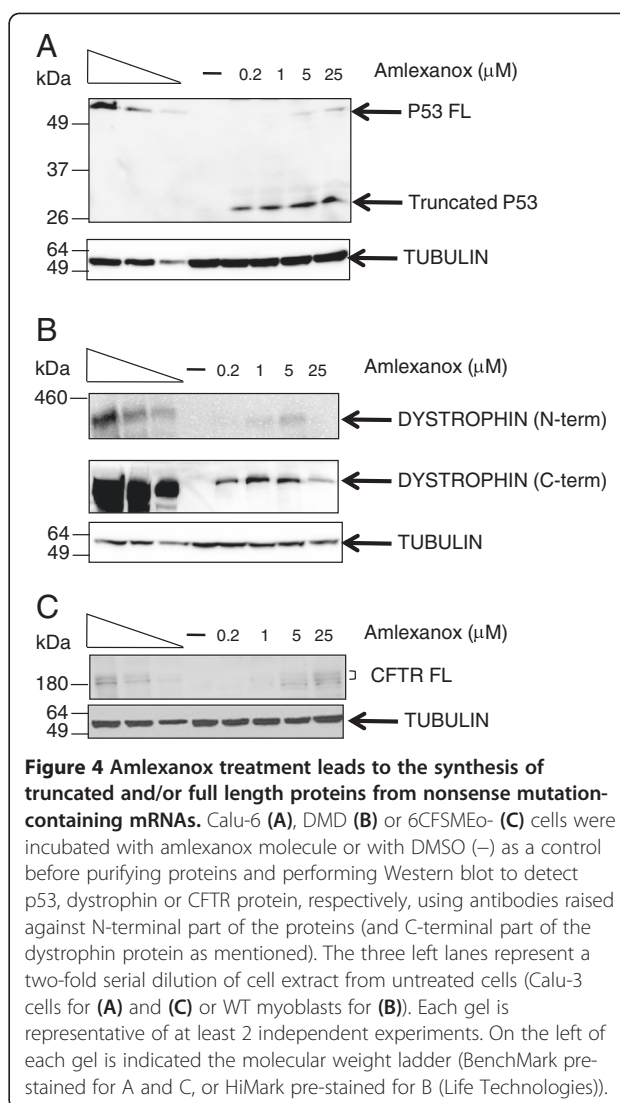 A
kDa
— 0.2 1 5 25 Amlexanox (µM)
49
P53 FL
37
Truncated P53
26
64
49
TUBULIN
B
kDa
— 0.2 1 5 25 Amlexanox (µM)
460
DYSTROPHIN (N-term)
DYSTROPHIN (C-term)
64
49
TUBULIN
C
kDa
— 0.2 1 5 25 Amlexanox (µM)
180
CFTR FL
64
49
TUBULIN
Figure 4 Amlexanox treatment leads to the synthesis of
truncated and/or full length proteins from nonsense mutation-
containing mRNAs. Calu-6 (A), DMD (B) or 6CFSMEo- (C) cells were
incubated with amlexanox molecule or with DMSO (−) as a control
before purifying proteins and performing Western blot to detect
p53, dystrophin or CFTR protein, respectively, using antibodies raised
against N-terminal part of the proteins (and C-terminal part of the
dystrophin protein as mentioned). The three left lanes represent a
two-fold serial dilution of cell extract from untreated cells (Calu-3
cells for (A) and (C) or WT myoblasts for (B)). Each gel is
representative of at least 2 independent experiments. On the left of
each gel is indicated the molecular weight ladder (BenchMark pre-
stained for A and C, or HiMark pre-stained for B (Life Technologies)).